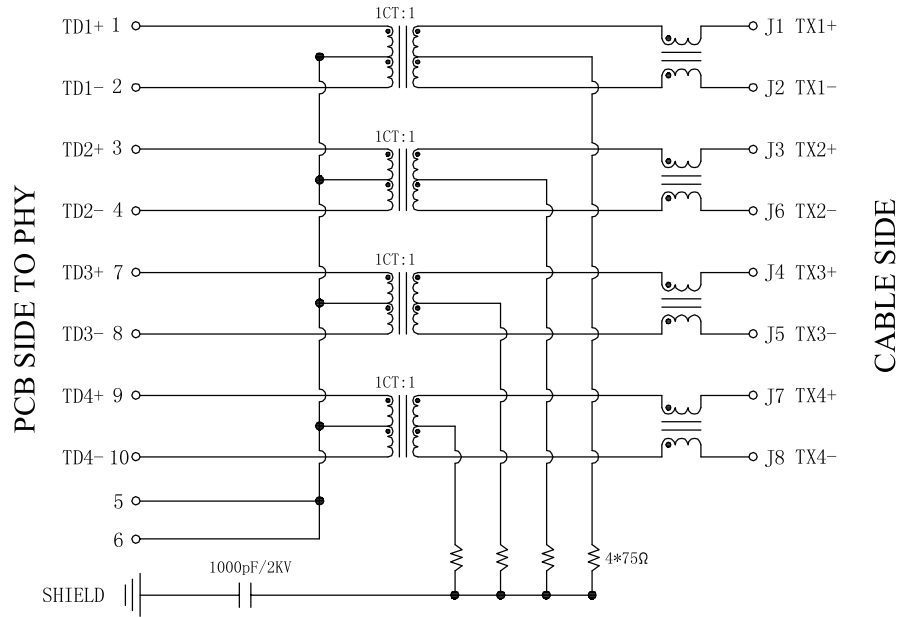 1CT:1
TD1+ 1
J1 TX1+
TD1- 2
J2 TX1-
1CT:1
TD2+ 3
J3 TX2+
TD2- 4
J6 TX2-
PCB SIDE TO PHY
CABLE SIDE
TD3+ 7
1CT:1
J4 TX3+
TD3- 8
J5 TX3-
1CT:1
TD4+ 9
J7 TX4+
TD4- 10
J8 TX4-
5
6
4*75Ω
1000pF/2KV
SHIELD